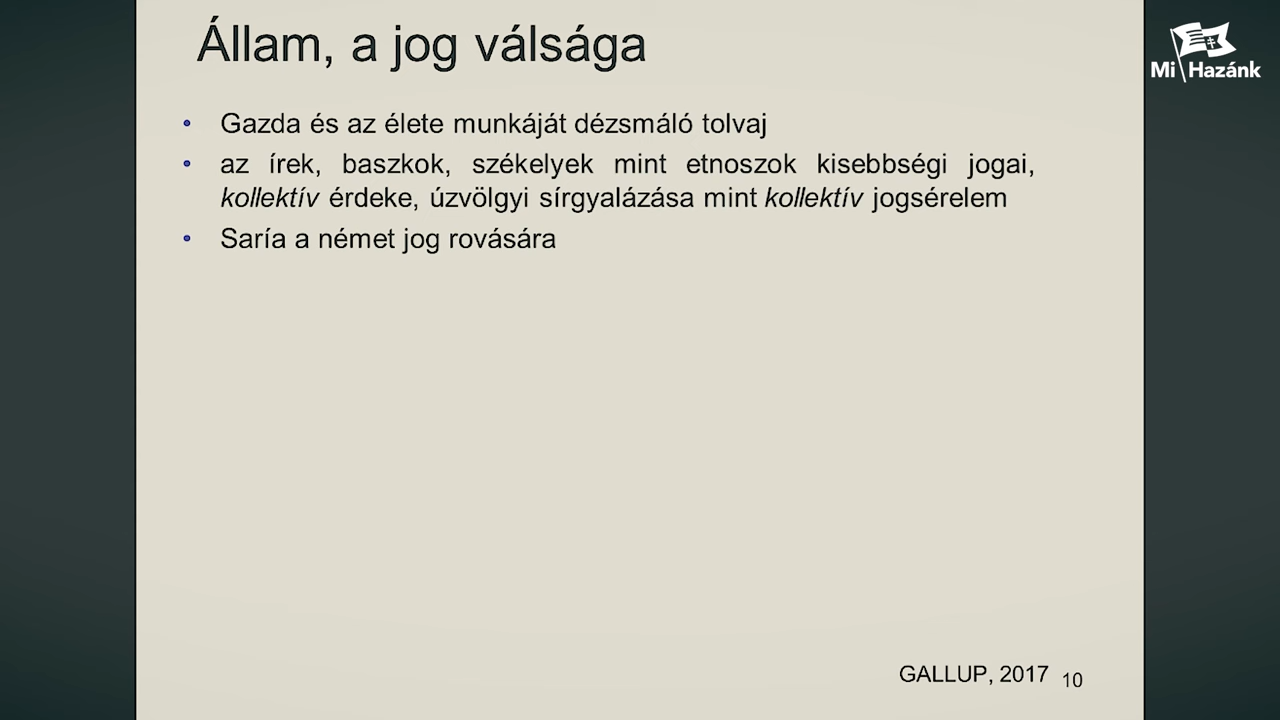 Állam, a jog válsága
Mi Hazánk
• Gazda és az élete munkáját dézsmáló tolvaj
• az írek, baszkok, székelyek mint etnoszok kisebbségi jogai,
kollektív érdeke, úzvölgyi sírgyalázása mint kollektív jogsérelem
• Saría a német jog rovására
GALLUP, 2017 10